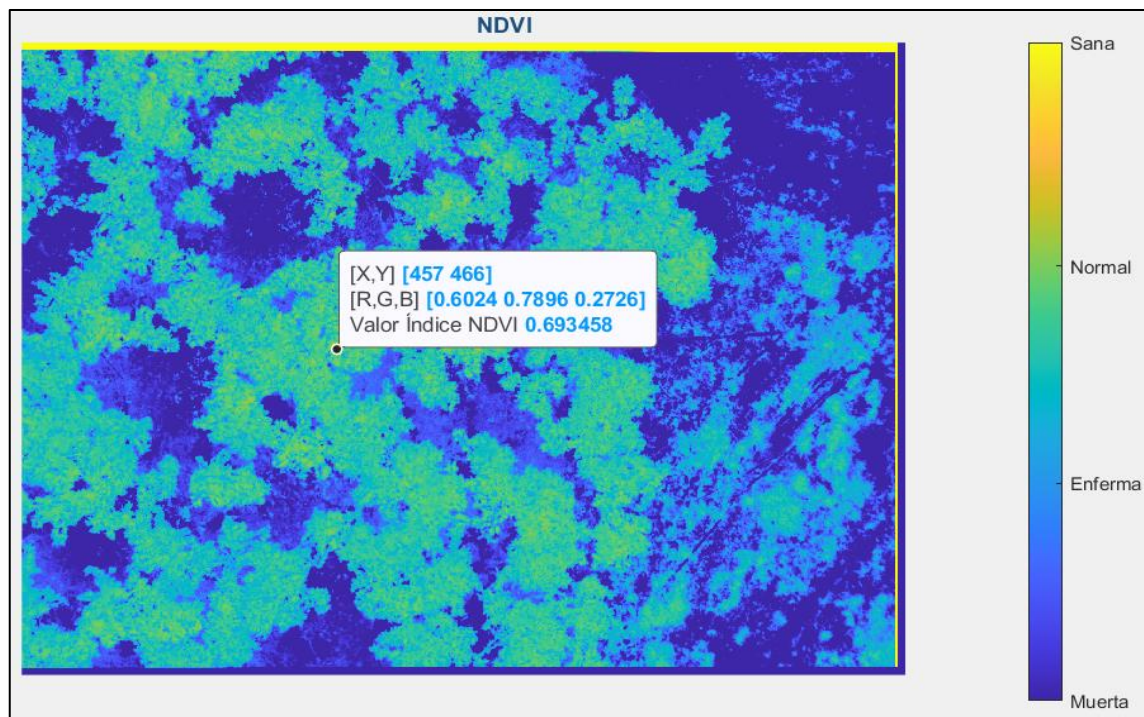 NDVI
[X,Y] [457 466]
[R,G,B] [0.6024 0.7896 0.2726]
Valor Índice NDVI 0.693458
Sana
Normal
Enferma
Muerta